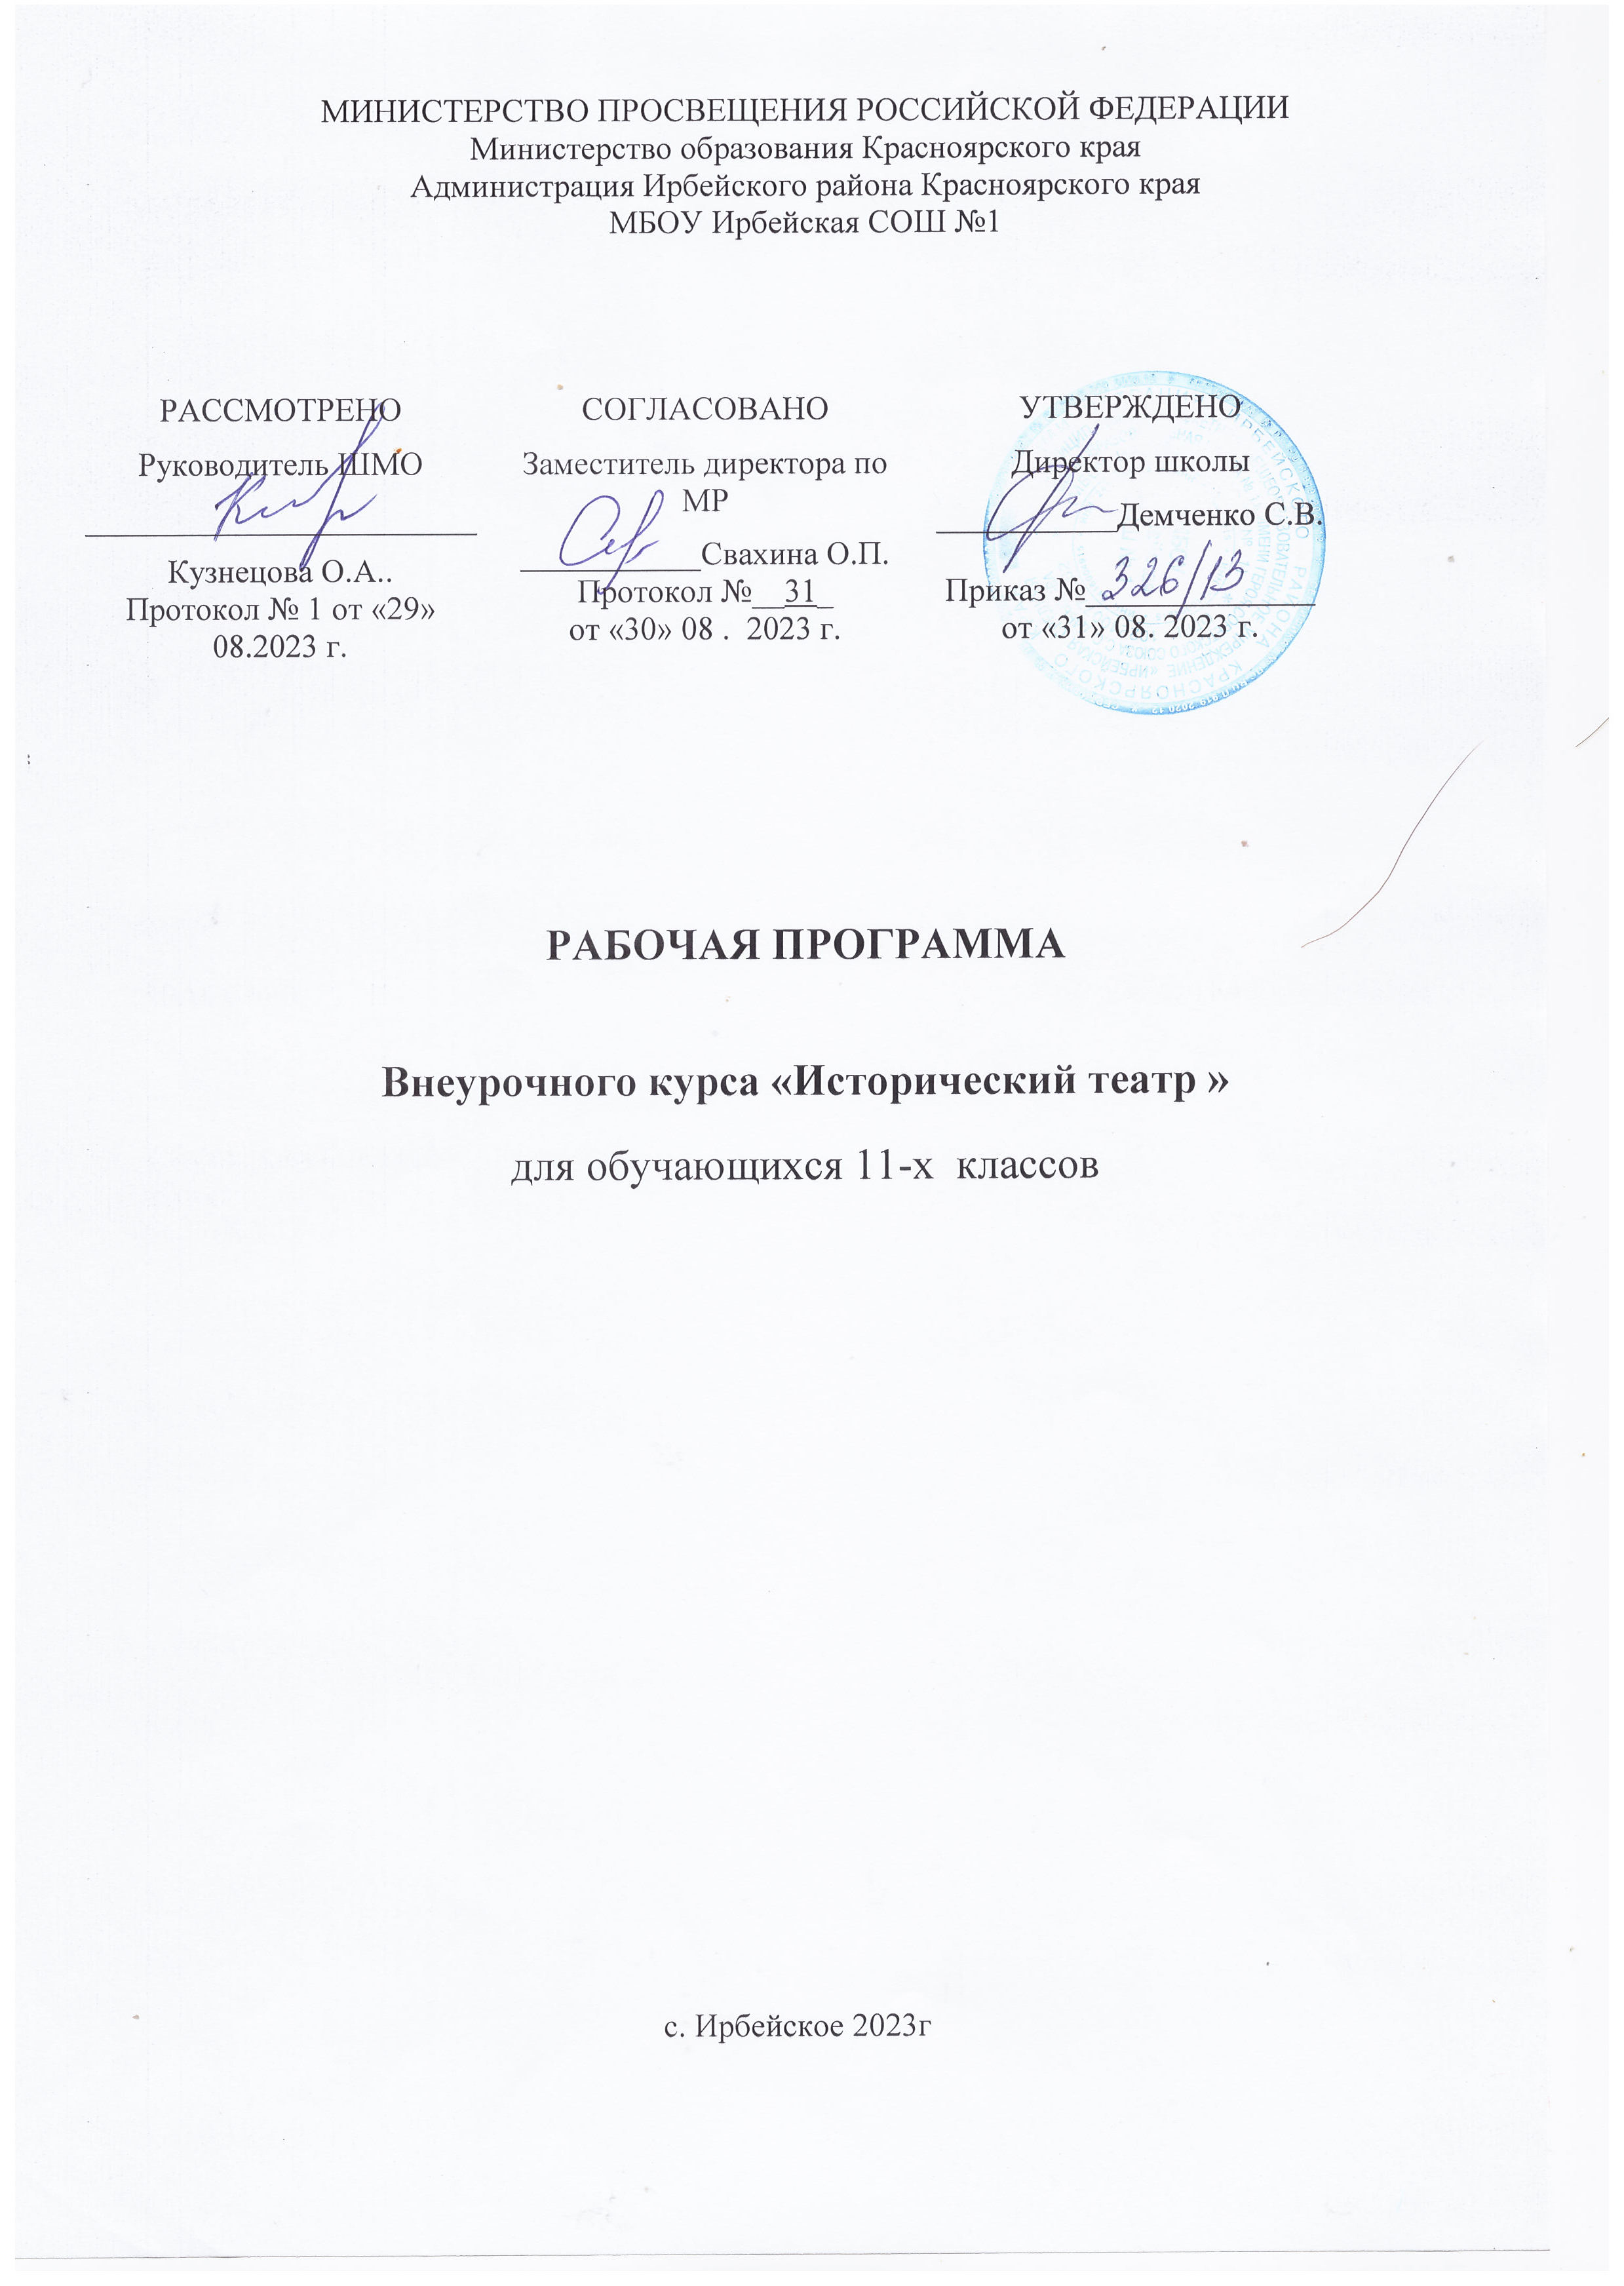 МИНИСТЕРСТВО ПРОСВЕЩЕНИЯ РОССИЙСКОЙ ФЕДЕРАЦИИ
Министерство образования Красноярского края
Администрация Ирбейского района Красноярского края
МБОУ Ирбейская СОШ №1
РАССМОТРЕНО
Руководитель ШМО
Кузнецова О.А..
Протокол № 1 от «29»
08.2023 г.
СОГЛАСОВАНО
Заместитель директора по
МР
Свахина О.П.
Протокол №__31_
от «30» 08 . 2023 г.
УТВЕРЖДЕНО
Директор школы
Демченко С.В.
Приказ № 326/13
от «31» 08. 2023 г.
РАБОЧАЯ ПРОГРАММА
Внеурочного курса «Исторический театр »
для обучающихся 11-х классов
с. Ирбейское 2023г